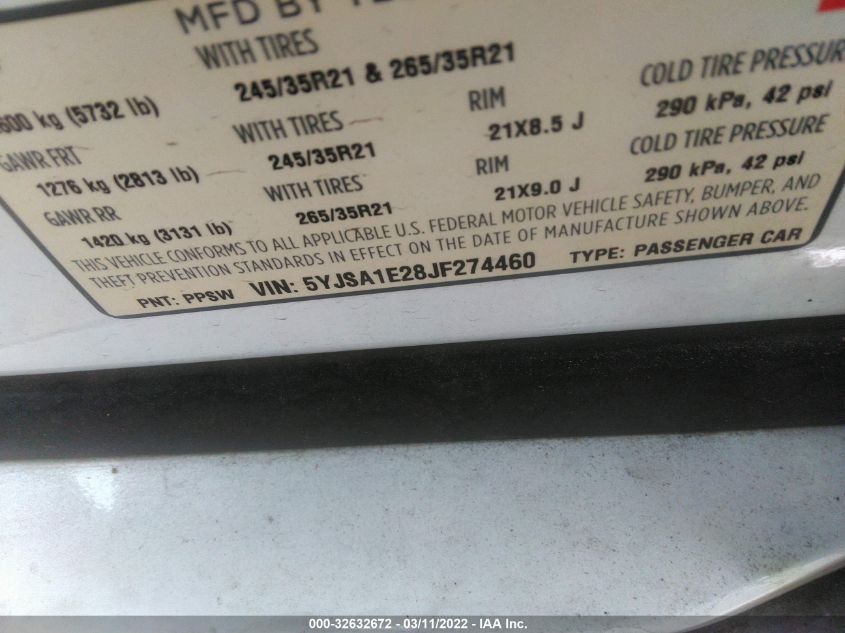 MFD BY
WITH TIRES
600 kg (5732 lb) 245/35R21 & 265/35R21 COLD TIRE PRESSURE
GAWR FRT WITH TIRES RIM 290 kPa, 42 psi
1276 kg (2813 lb) 245/35R21 21X8.5 J COLD TIRE PRESSURE
GAWR RR WITH TIRES RIM 290 kPa, 42 psi
1420 kg (3131 lb) 265/35R21 21X9.0 J
THIS VEHICLE CONFORMS TO ALL APPLICABLE U.S. FEDERAL MOTOR VEHICLE SAFETY, BUMPER, AND
THEFT PREVENTION STANDARDS IN EFFECT ON THE DATE OF MANUFACTURE SHOWN ABOVE.
PNT: PPSW VIN: 5YJSA1E28JF274460 TYPE: PASSENGER CAR
000-32632672 - 03/11/2022 - IAA Inc.